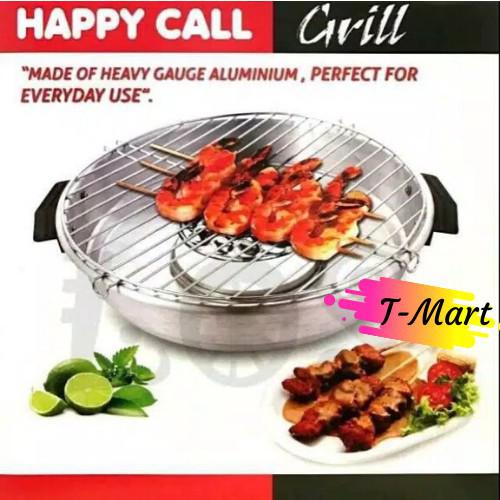 HAPPY CALL Grill
"MADE OF HEAVY GAUGE ALUMINIUM , PERFECT FOR
EVERYDAY USE".
T-Mart